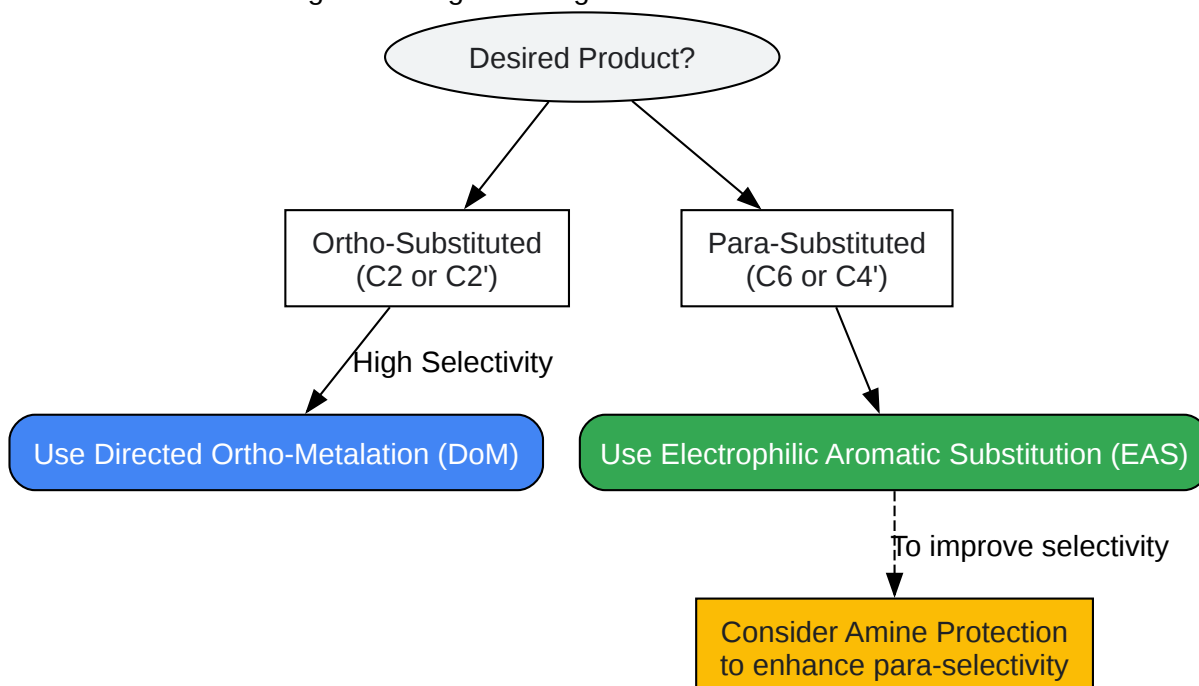 Desired Product?
Ortho-Substituted
(C2 or C2')
Para-Substituted
(C6 or C4')
High Selectivity
Use Directed Ortho-Metalation (DoM)
Use Electrophilic Aromatic Substitution (EAS)
To improve selectivity
Consider Amine Protection
to enhance para-selectivity